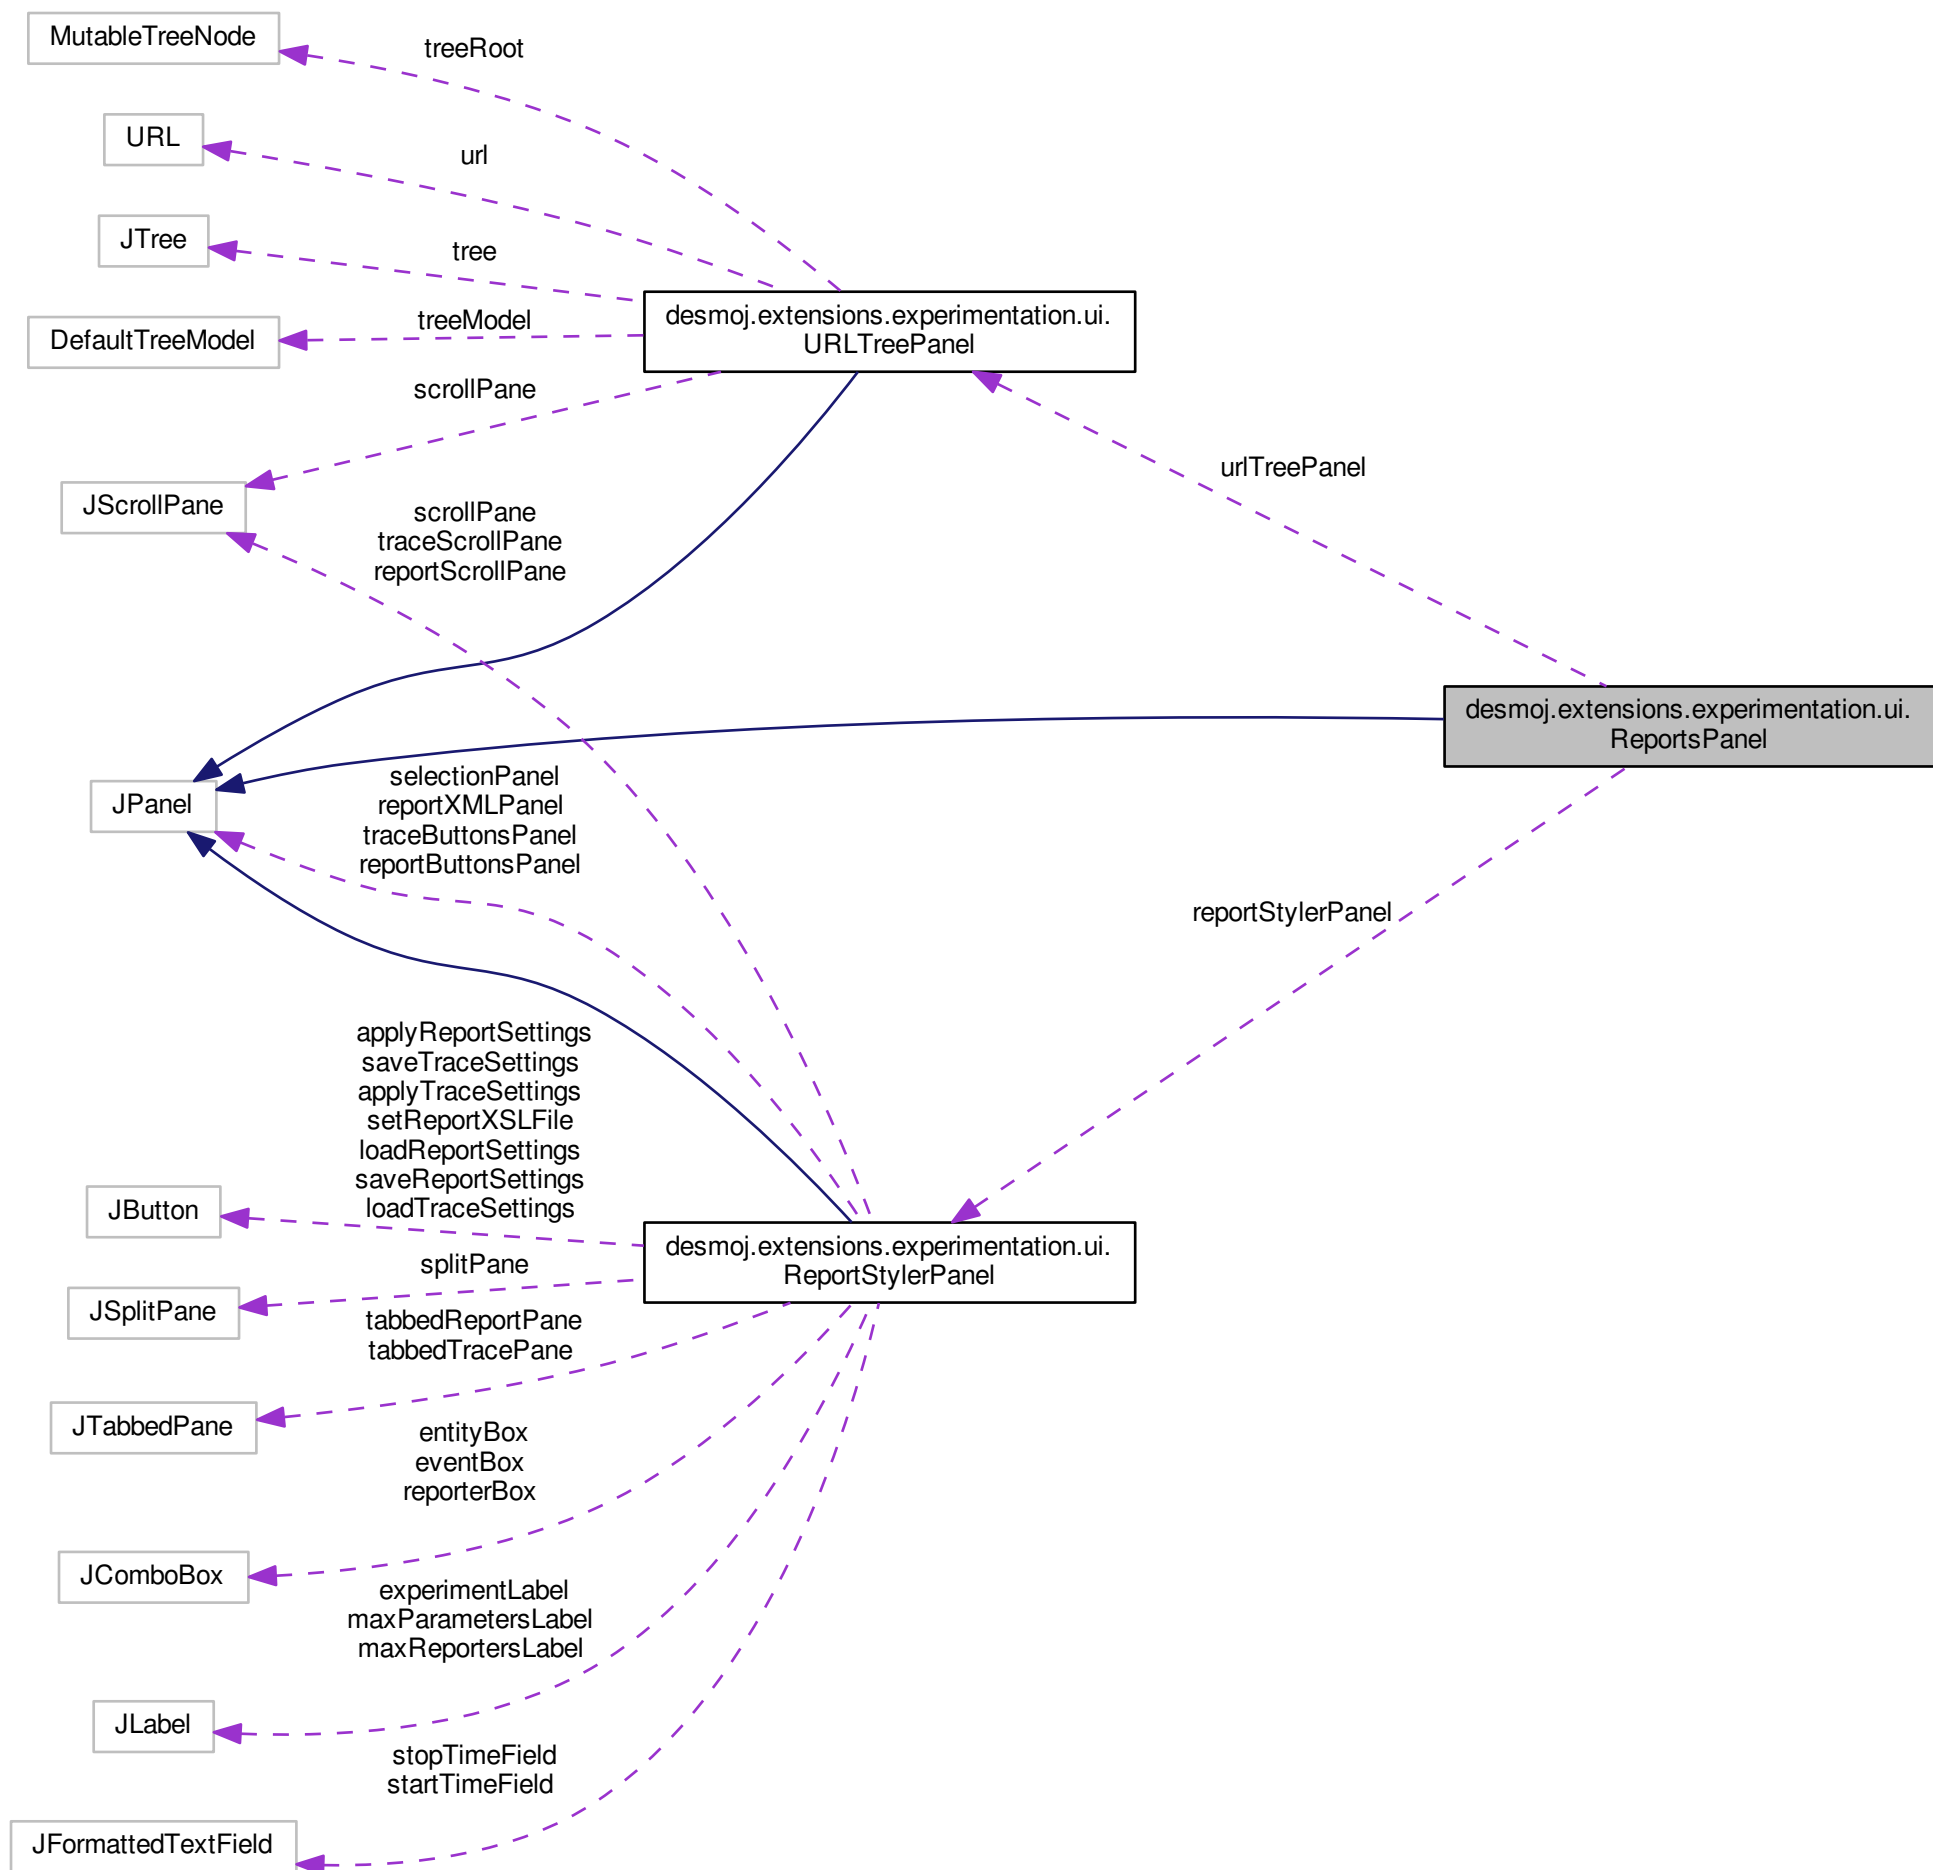 MutableTreeNode
treeRoot
URL
url
JTree
tree
desmoj.extensions.experimentation.ui.
URLTreePanel
DefaultTreeModel
treeModel
scrollPane
JScrollPane
urlTreePanel
scrollPane
traceScrollPane
reportScrollPane
desmoj.extensions.experimentation.ui.
ReportsPanel
JPanel
selectionPanel
reportXMLPanel
traceButtonsPanel
reportButtonsPanel
reportStylerPanel
applyReportSettings
saveTraceSettings
applyTraceSettings
setReportXSLFile
loadReportSettings
saveReportSettings
loadTraceSettings
JButton
desmoj.extensions.experimentation.ui.
ReportStylerPanel
splitPane
JSplitPane
tabbedReportPane
tabbedTracePane
JTabbedPane
entityBox
eventBox
reporterBox
JComboBox
experimentLabel
maxParametersLabel
maxReportersLabel
JLabel
stopTimeField
startTimeField
JFormattedTextField